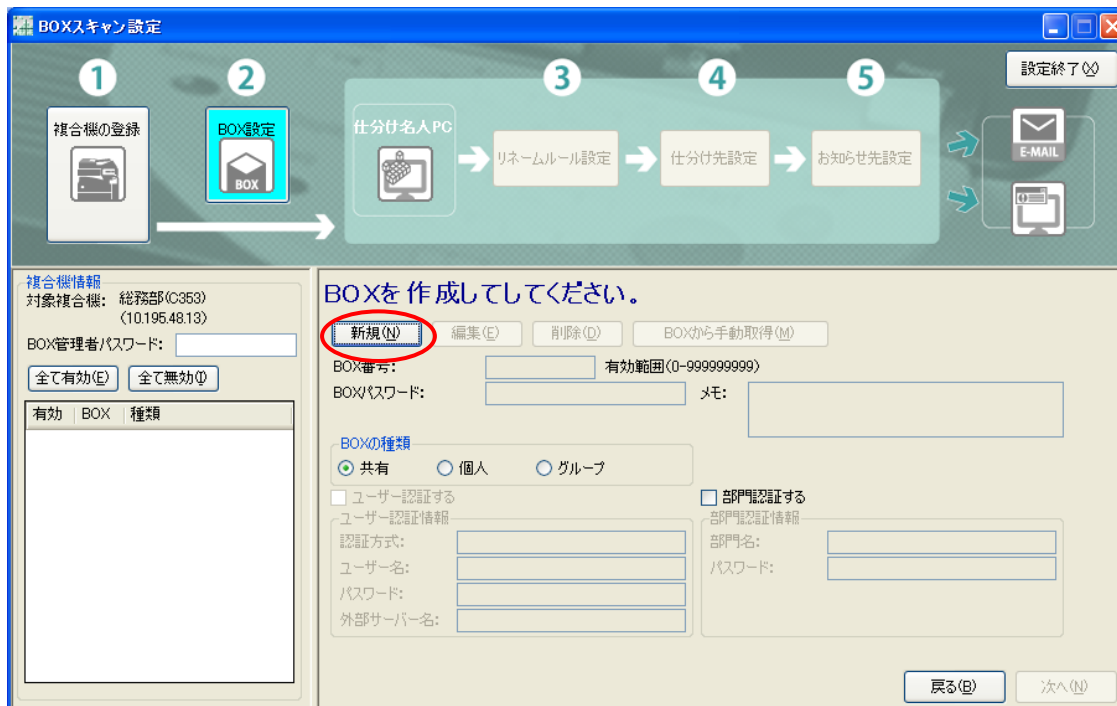 BOXスキャン設定
設定終了(X)
1
2
3
4
5
複合機の登録
BOX設定
BOX
仕分け名人PC
リネームルール設定
仕分け先設定
お知らせ先設定
E-MAIL
複合機情報
対象複合機: 総務部(C353)
(10.195.48.13)
BOX管理者パスワード:
全て有効(E) 全て無効(I)
有効 BOX 種類
BOXを作成してしてください。
新規(N) 編集(E) 削除(D) BOXから手動取得(M)
BOX番号: 有効範囲(0-999999999)
BOXパスワード: メモ:
BOXの種類
共有 個人 グループ
ユーザー認証する 部門認証する
ユーザー認証情報 部門認証情報
認証方式: 部門名:
ユーザー名: パスワード:
パスワード:
外部サーバー名:
戻る(B) 次へ(N)